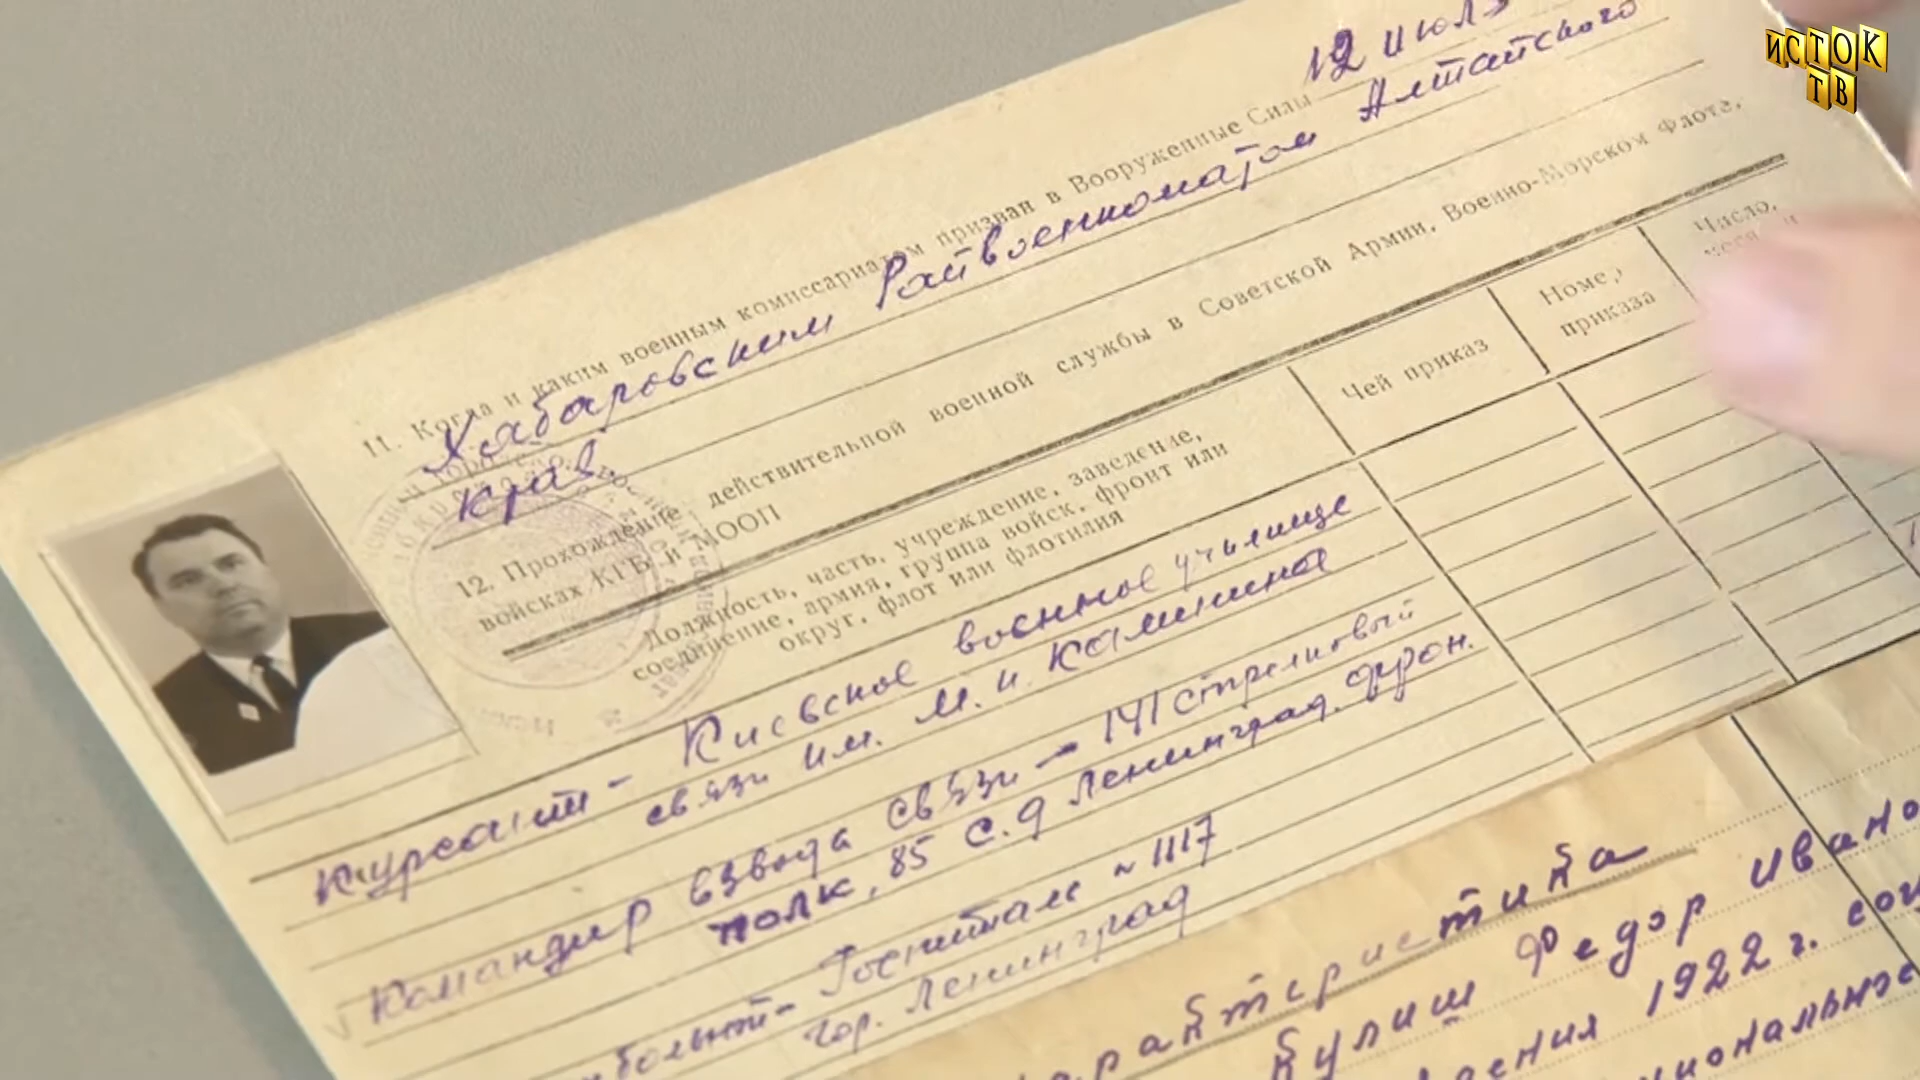 ИСТОК
ТВ
12 июля
11. Когда и каким военным комиссариатом призван в Вооруженные Силы
Хабаровским Райвоенкоматом Алтайского
края
12. Прохождение действительной военной службы в Советской Армии, Военно-Морском Флоте,
войсках КГБ и МООП
Должность, часть, учреждение, заведение,
соединение, армия, группа войск, фронт или
округ, флот или флотилия
Чей приказ
Номер
приказа
Число,
Курсант - Киевское военное училище
связи им. М. и. Калинина
Командир взвода связи - 141 стрелковый
полк, 85 с.д Ленинград. фрон.
больной - Госпиталь № 1117
гор. Ленинград
рактеристика
Кулиш Федор Ивано
1922 г.